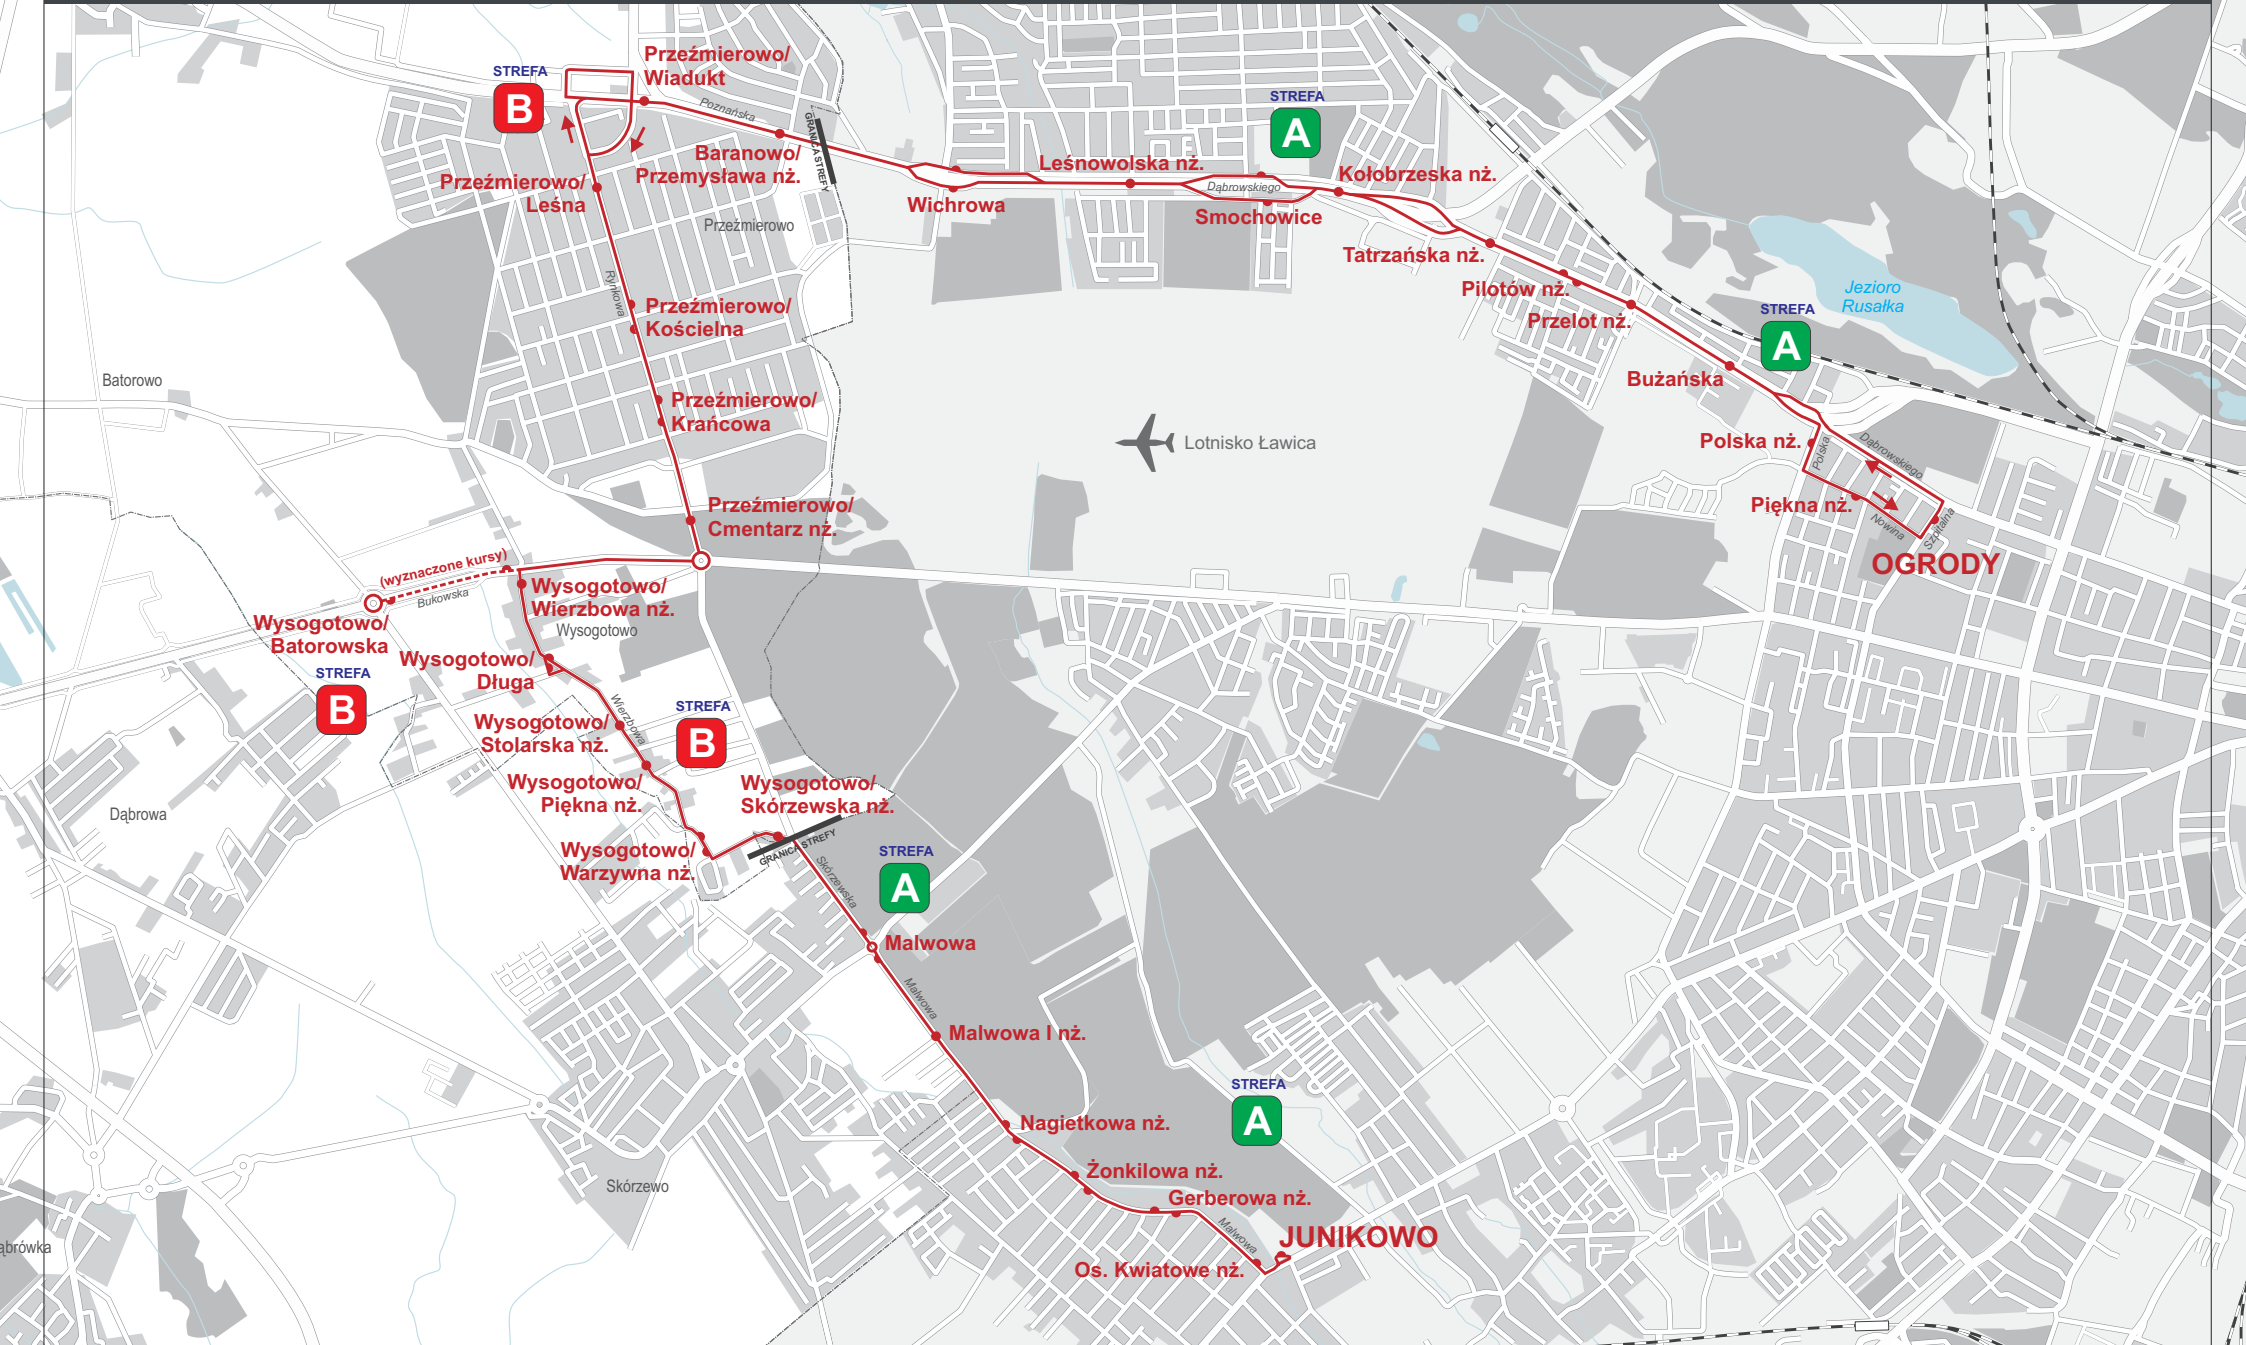 Przeźmierowo/
Wiadukt
STREFA
B
Poznańska
GRANICA STREFY
STREFA
A
Baranowo/
Przemysława nż.
Leśnowolska nż.
Kołobrzeska nż.
Przeźmierowo/
Leśna
Dąbrowskiego
Wichrowa
Smochowice
Przeźmierowo
Tatrzańska nż.
Rynkowa
Pilotów nż.
Jezioro
Rusałka
Przeźmierowo/
Kościelna
Przelot nż.
STREFA
A
Batorowo
Bużańska
Przeźmierowo/
Krańcowa
Lotnisko Ławica
Polska nż.
Polska
Dąbrowskiego
Przeźmierowo/
Cmentarz nż.
Piękna nż.
Nowina
Szpitalna
OGRODY
(wyznaczone kursy)
Bukowska
Wysogotowo/
Wierzbowa nż.
Wysogotowo
Wysogotowo/
Batorowska
Wysogotowo/
Długa
STREFA
B
Wierzbowa
STREFA
B
Wysogotowo/
Stolarska nż.
Wysogotowo/
Piękna nż.
Wysogotowo/
Skórzewska nż.
Dąbrowa
GRANICA STREFY
Wysogotowo/
Warzywna nż.
Skórzewska
STREFA
A
Malwowa
Malwowa
Malwowa I nż.
STREFA
A
Nagietkowa nż.
Żonkilowa nż.
Skórzewo
Gerberowa nż.
Malwowa
JUNIKOWO
ąbrówka
Os. Kwiatowe nż.